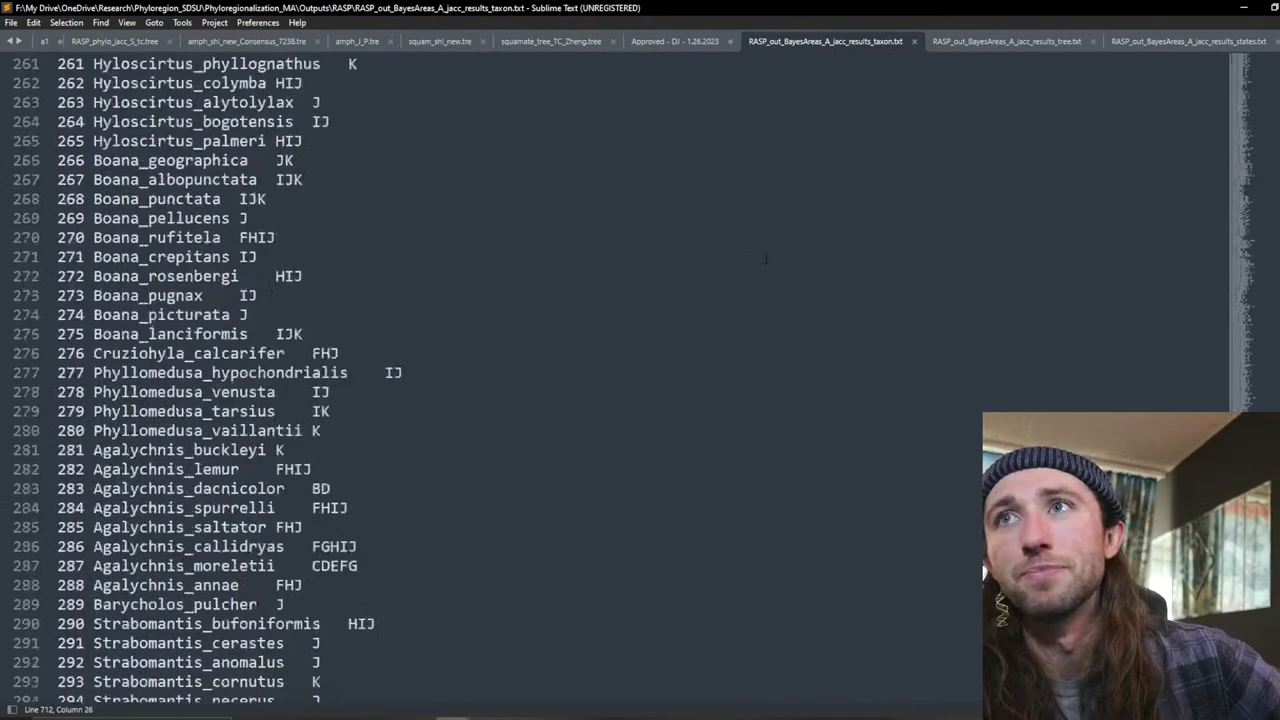 F:\My Drive\OneDrive\Research\Phyloregion_SDSU\Phyloregionalization_MA\Outputs\RASP\RASP_out_BayesAreas_A_jacc_results_taxon.txt - Sublime Text (UNREGISTERED)
File Edit Selection Find View Goto Tools Project Preferences Help
a1 RASP_phylo_jacc_S_tc.tree amph_shl_new_Consensus_7238.tre amph_J_P.tre squam_shl_new.tre squamate_tree_TC_Zheng.tree Approved - DJ - 1.26.2023 RASP_out_BayesAreas_A_jacc_results_taxon.txt RASP_out_BayesAreas_A_jacc_results_tree.txt RASP_out_BayesAreas_A_jacc_results_states.txt
261 261 Hyloscirtus_phyllognathus K
262 262 Hyloscirtus_colymba HIJ
263 263 Hyloscirtus_alytolylax J
264 264 Hyloscirtus_bogotensis IJ
265 265 Hyloscirtus_palmeri HIJ
266 266 Boana_geographica JK
267 267 Boana_albopunctata IJK
268 268 Boana_punctata IJK
269 269 Boana_pellucens J
270 270 Boana_rufitela FHIJ
271 271 Boana_crepitans IJ
272 272 Boana_rosenbergi HIJ
273 273 Boana_pugnax IJ
274 274 Boana_picturata J
275 275 Boana_lanciformis IJK
276 276 Cruziohyla_calcarifer FHJ
277 277 Phyllomedusa_hypochondrialis IJ
278 278 Phyllomedusa_venusta IJ
279 279 Phyllomedusa_tarsius IK
280 280 Phyllomedusa_vaillantii K
281 281 Agalychnis_buckleyi K
282 282 Agalychnis_lemur FHIJ
283 283 Agalychnis_dacnicolor BD
284 284 Agalychnis_spurrelli FHIJ
285 285 Agalychnis_saltator FHJ
286 286 Agalychnis_callidryas FGHIJ
287 287 Agalychnis_moreletii CDEFG
288 288 Agalychnis_annae FHJ
289 289 Barycholos_pulcher J
290 290 Strabomantis_bufoniformis HIJ
291 291 Strabomantis_cerastes J
292 292 Strabomantis_anomalus J
293 293 Strabomantis_cornutus K
294 294 Strabomantis_necerus J
Line 712, Column 26